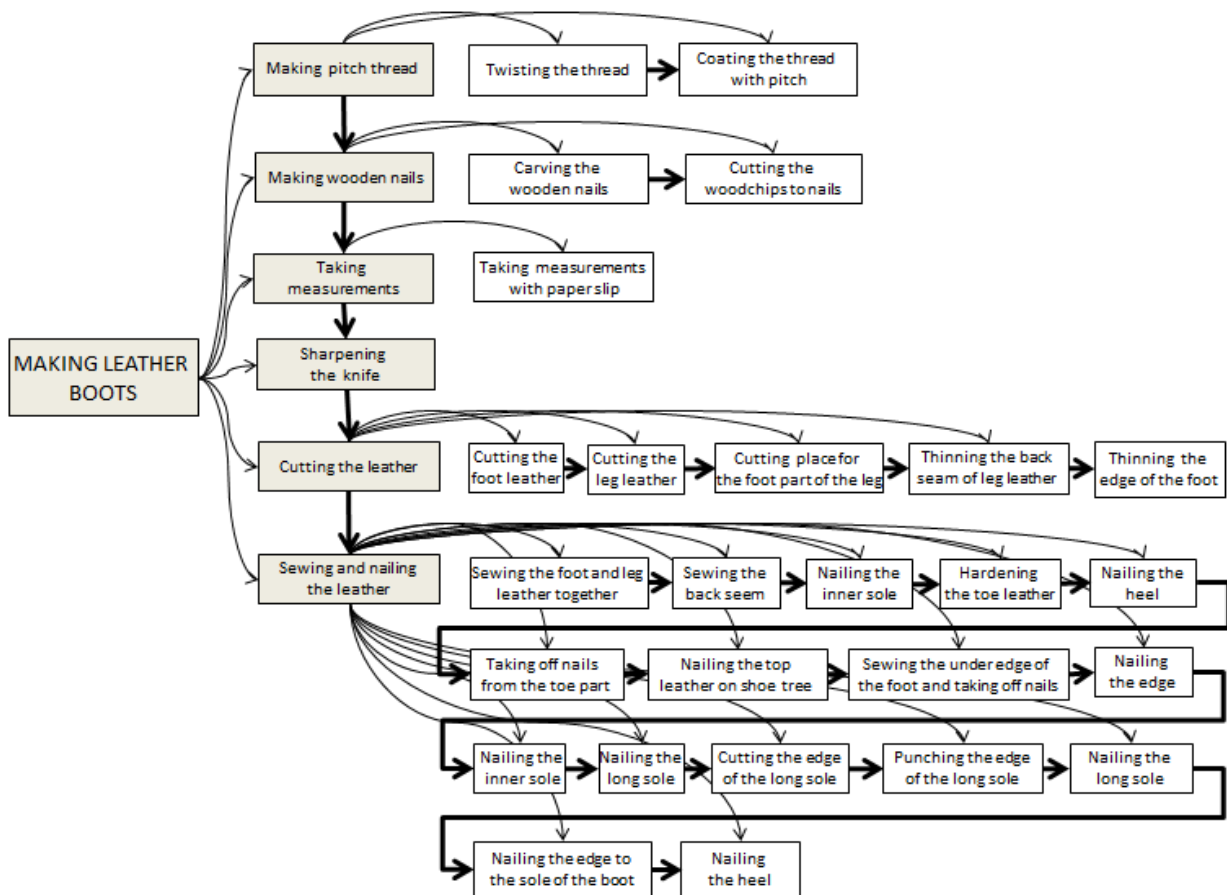 Making pitch thread
Twisting the thread
Coating the thread
with pitch
Making wooden nails
Carving the
wooden nails
Cutting the
woodchips to nails
Taking
measurements
Taking measurements
with paper slip
MAKING LEATHER
BOOTS
Sharpening
the knife
Cutting the leather
Cutting the
foot leather
Cutting the
leg leather
Cutting place for
the foot part of the leg
Thinning the back
seam of leg leather
Thinning the
edge of the foot
Sewing and nailing
the leather
Sewing the foot and leg
leather together
Sewing the
back seem
Nailing the
inner sole
Hardening
the toe leather
Nailing the
heel
Taking off nails
from the toe part
Nailing the top
leather on shoe tree
Sewing the under edge of
the foot and taking off nails
Nailing
the edge
Nailing the
inner sole
Nailing the
long sole
Cutting the edge
of the long sole
Punching the edge
of the long sole
Nailing the
long sole
Nailing the edge to
the sole of the boot
Nailing
the heel